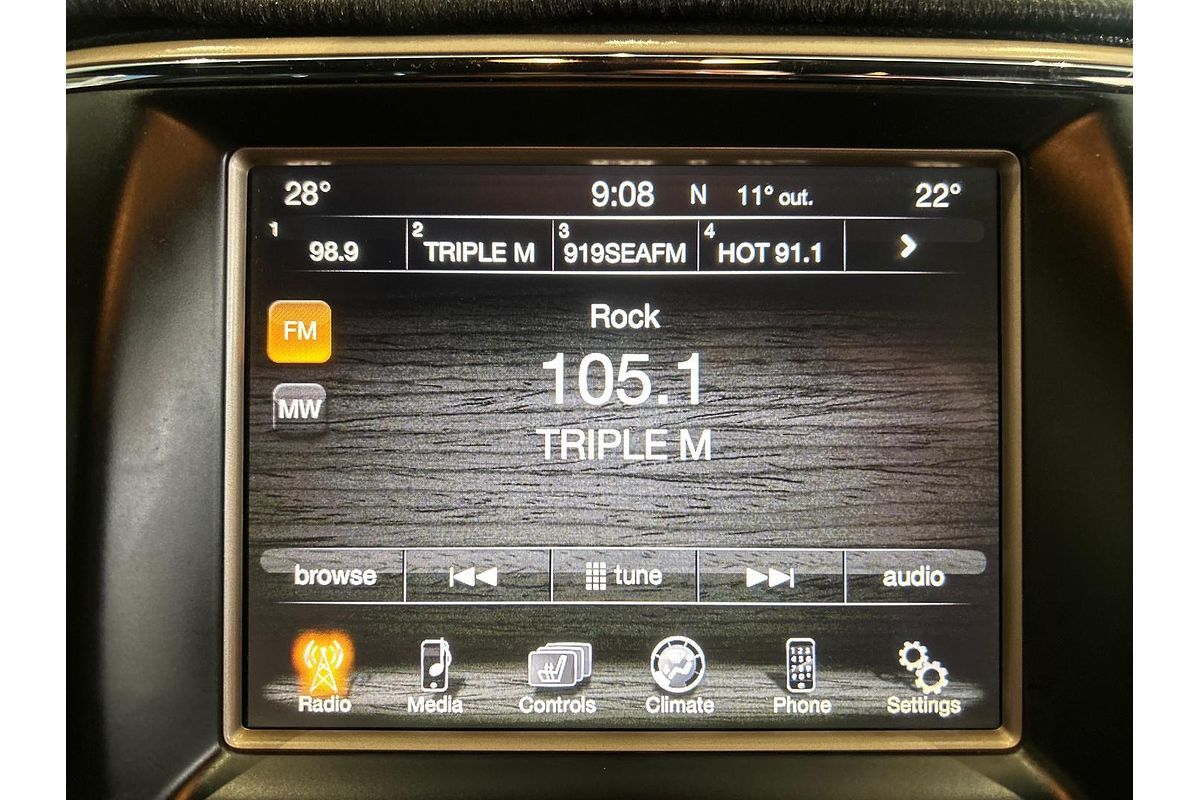 28° 9:08 N 11° out. 22°
1 98.9 2 TRIPLE M 3 919SEAFM 4 HOT 91.1
FM
Rock
105.1
MW
TRIPLE M
browse tune audio
Radio Media Controls Climate Phone Settings